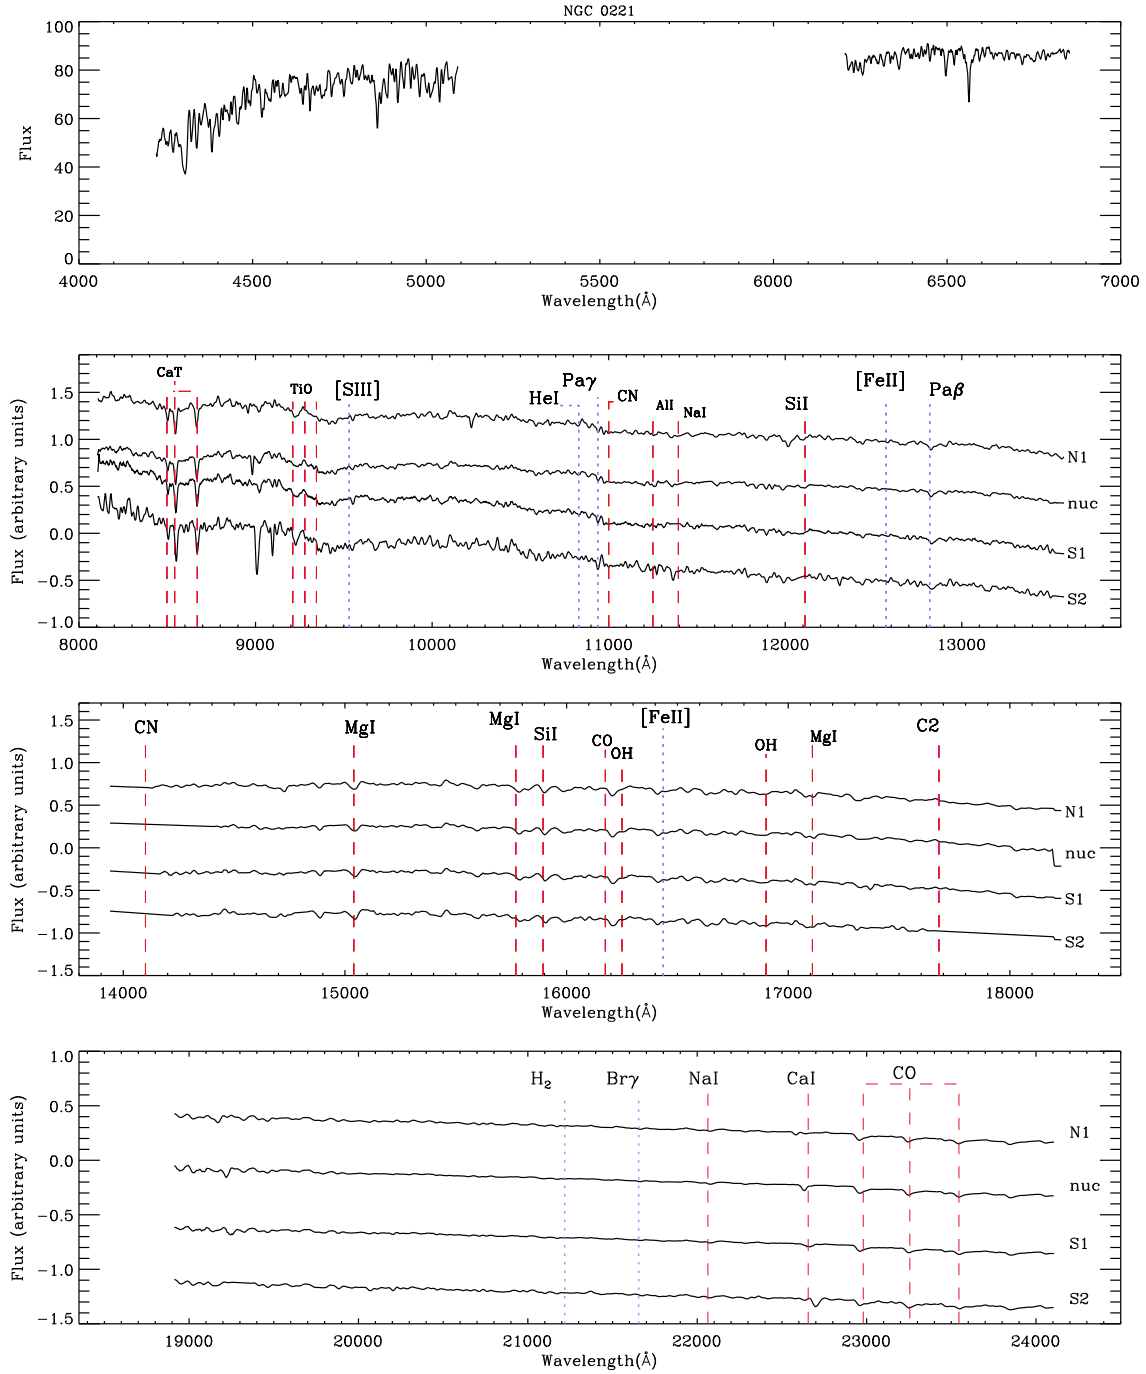 NGC 0221
100
80
60
40
20
0
Flux
4000 4500 5000 5500 6000 6500 7000
Wavelength(Å)
CaT TiO [SIII] HeI Paγ CN AlI NaI SiI [FeII] Paβ
1.5
1.0
0.5
0.0
−0.5
−1.0
Flux (arbitrary units)
N1
nuc
S1
S2
8000 9000 10000 11000 12000 13000
Wavelength(Å)
CN MgI MgI SiI CO OH [FeII] OH MgI C2
1.5
1.0
0.5
0.0
−0.5
−1.0
−1.5
Flux (arbitrary units)
N1
nuc
S1
S2
14000 15000 16000 17000 18000
Wavelength(Å)
H₂ Brγ NaI CaI CO
1.0
0.5
0.0
−0.5
−1.0
−1.5
Flux (arbitrary units)
N1
nuc
S1
S2
19000 20000 21000 22000 23000 24000
Wavelength(Å)